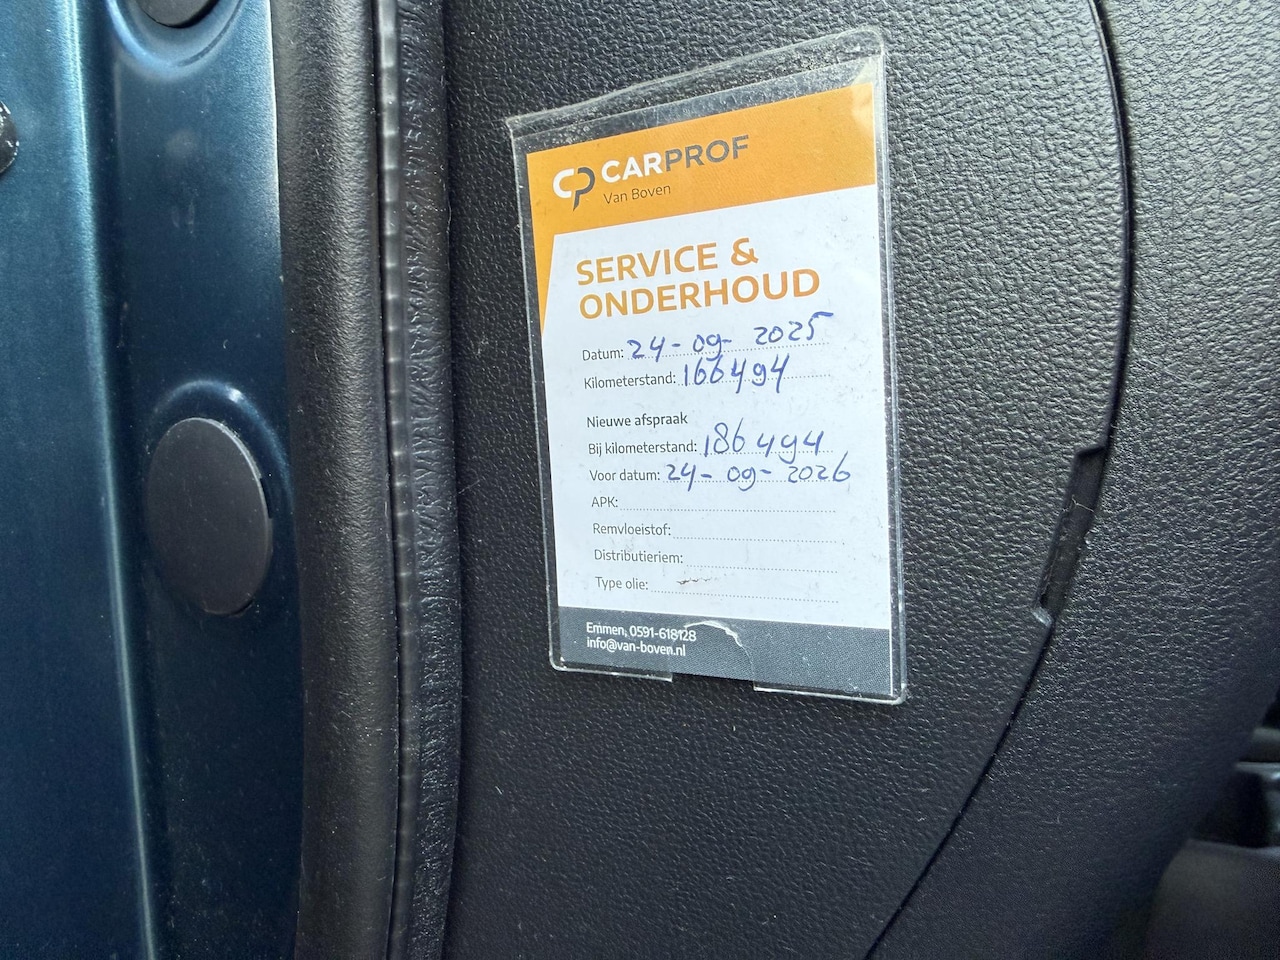 CP CARPROF
Van Boven
SERVICE &
ONDERHOUD
Datum: 24-09-2025
Kilometerstand: 166494
Nieuwe afspraak
Bij kilometerstand: 186494
Voor datum: 24-09-2026
APK:
Remvloeistof:
Distributieriem:
Type olie:
Emmen, 0591-618128
info@van-boven.nl